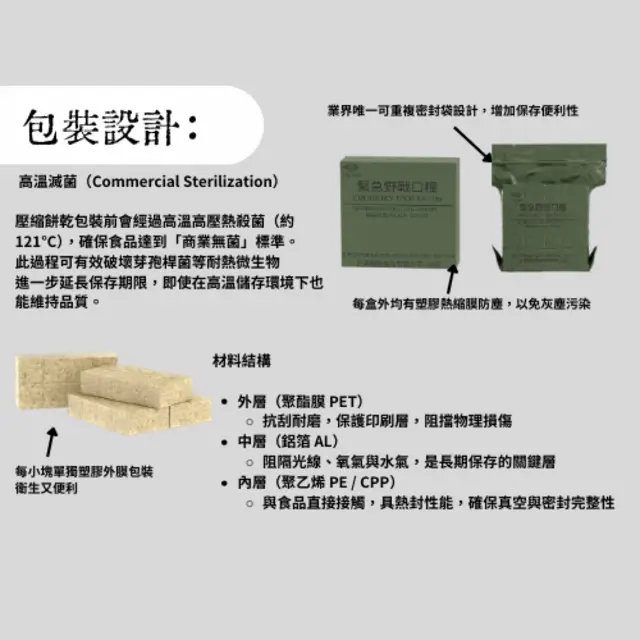 業界唯一可重複密封袋設計，增加保存便利性
包裝設計：
高溫滅菌（Commercial Sterilization）
緊急野戰口糧
壓縮餅乾包裝前會經過高溫高壓熱殺菌（約
121°C），確保食品達到「商業無菌」標準。
此過程可有效破壞芽孢桿菌等耐熱微生物
進一步延長保存期限，即使在高溫儲存環境下也
能維持品質。
每盒外均有塑膠熱縮膜防塵，以免灰塵污染
材料結構
• 外層（聚酯膜 PET）
○ 抗刮耐磨，保護印刷層，阻擋物理損傷
• 中層（鋁箔 AL）
○ 阻隔光線、氧氣與水氣，是長期保存的關鍵層
• 內層（聚乙烯 PE / CPP）
○ 與食品直接接觸，具熱封性能，確保真空與密封完整性
每小塊單獨塑膠外膜包裝
衛生又便利